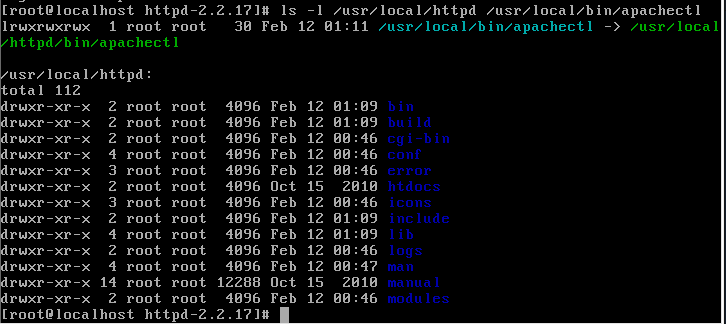 [root@localhost httpd-2.2.17]# ls -l /usr/local/httpd /usr/local/bin/apachectl
lrwxrwxrwx  1 root root    30 Feb 12 01:11 /usr/local/bin/apachectl -> /usr/local
/httpd/bin/apachectl

/usr/local/httpd:
total 112
drwxr-xr-x  2 root root  4096 Feb 12 01:09 bin
drwxr-xr-x  2 root root  4096 Feb 12 01:09 build
drwxr-xr-x  2 root root  4096 Feb 12 00:46 cgi-bin
drwxr-xr-x  4 root root  4096 Feb 12 00:46 conf
drwxr-xr-x  3 root root  4096 Feb 12 00:46 error
drwxr-xr-x  2 root root  4096 Oct 15  2010 htdocs
drwxr-xr-x  3 root root  4096 Feb 12 00:46 icons
drwxr-xr-x  2 root root  4096 Feb 12 01:09 include
drwxr-xr-x  4 root root  4096 Feb 12 01:09 lib
drwxr-xr-x  2 root root  4096 Feb 12 00:46 logs
drwxr-xr-x  4 root root  4096 Feb 12 00:47 man
drwxr-xr-x 14 root root 12288 Oct 15  2010 manual
drwxr-xr-x  2 root root  4096 Feb 12 00:46 modules
[root@localhost httpd-2.2.17]#